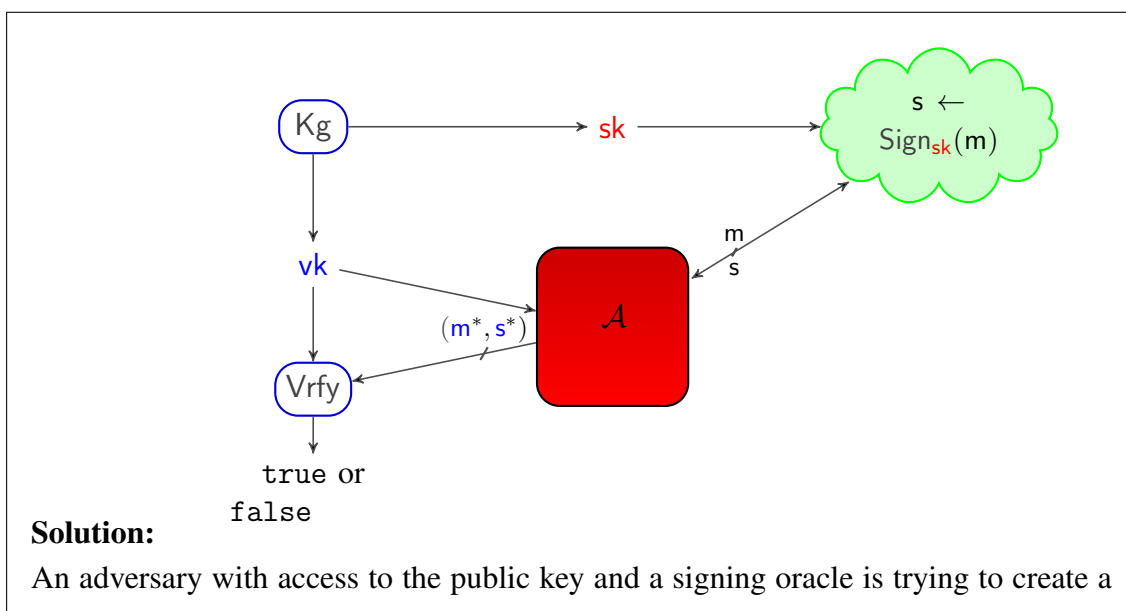 Kg
sk
s ←
Sign_sk(m)
m
s
vk
(m*, s*)
𝒜
Vrfy
true or
false
Solution:
An adversary with access to the public key and a signing oracle is trying to create a